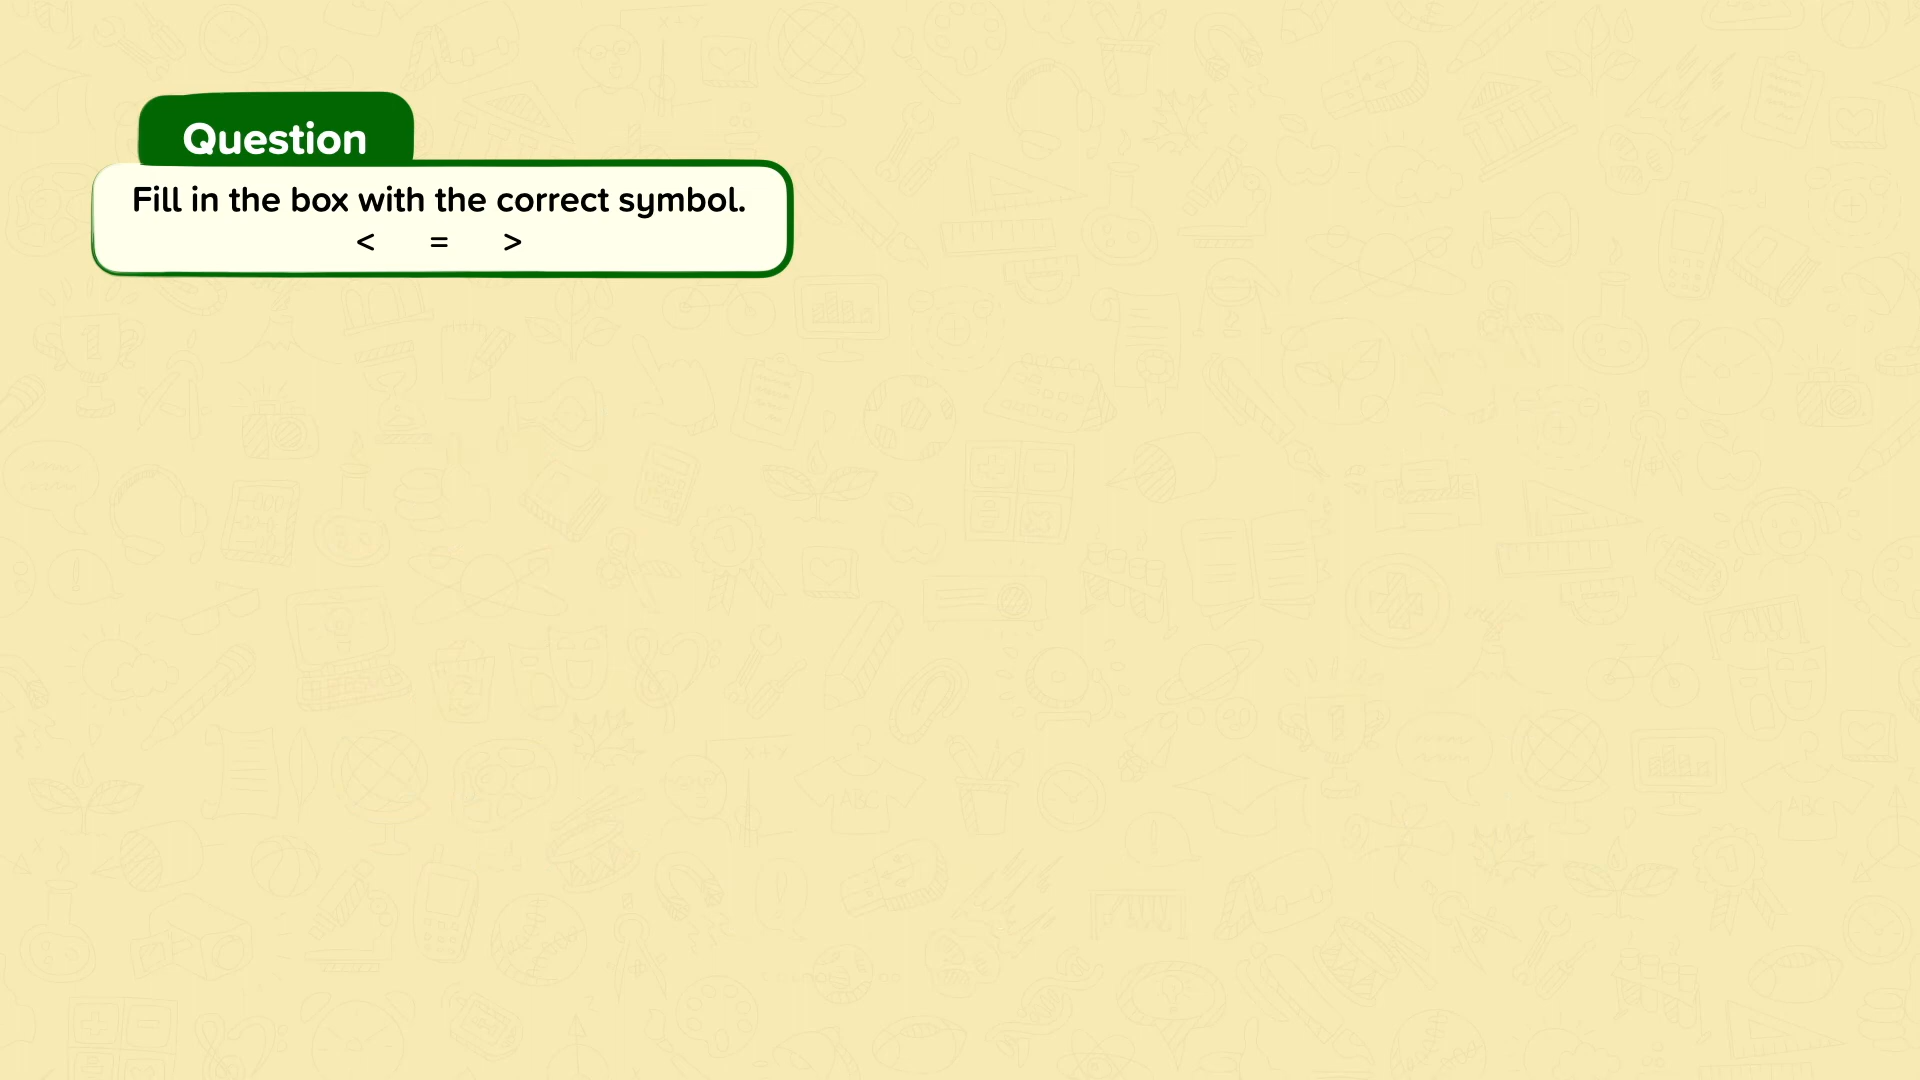 Question
Fill in the box with the correct symbol.
< = >